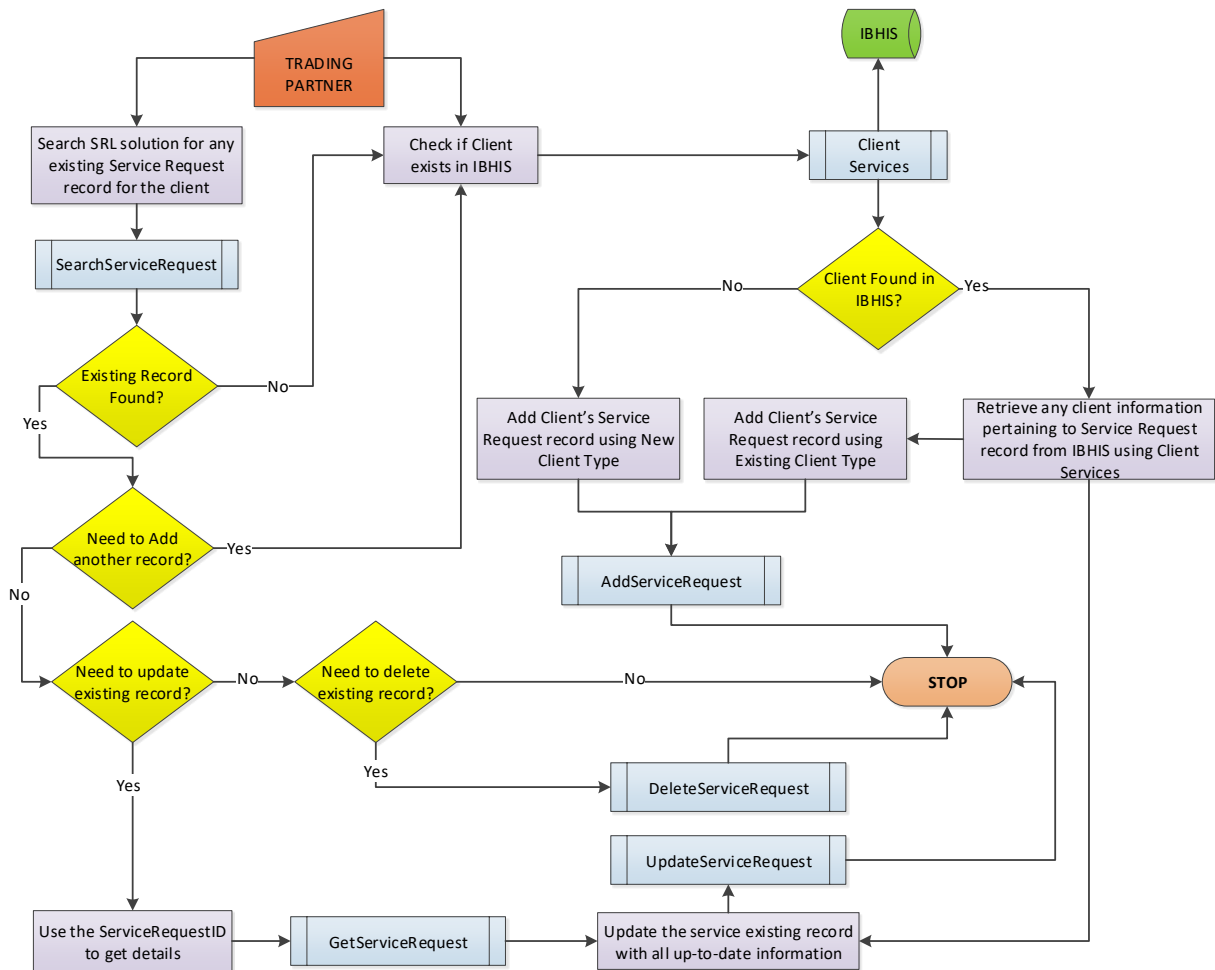 TRADING
PARTNER
IBHIS
Search SRL solution for any
existing Service Request
record for the client
Check if Client
exists in IBHIS
Client
Services
SearchServiceRequest
Client Found in
IBHIS?
No
Yes
Existing Record
Found?
No
Yes
Add Client’s Service
Request record using New
Client Type
Add Client’s Service
Request record using
Existing Client Type
Retrieve any client information
pertaining to Service Request
record from IBHIS using Client
Services
Need to Add
another record?
Yes
No
AddServiceRequest
Need to update
existing record?
No
Need to delete
existing record?
No
STOP
Yes
Yes
DeleteServiceRequest
UpdateServiceRequest
Use the ServiceRequestID
to get details
GetServiceRequest
Update the service existing record
with all up-to-date information